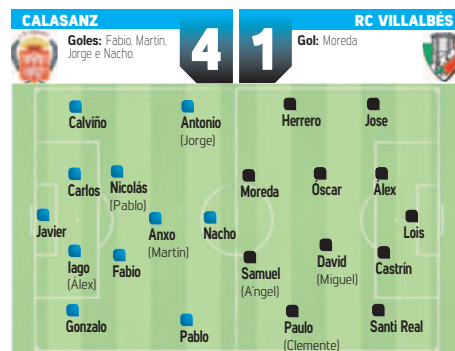 CALASANZ
4
1
RC VILLALBÉS
Goles: Fabio, Martin,
Jorge e Nacho.
Gol: Moreda
Calviño
Antonio
(Jorge)
Herrero
Jose
Carlos
Nicolás
(Pablo)
Moreda
Óscar
Álex
Javier
Anxo
(Martín)
Nacho
Lois
Iago
(Álex)
Fabio
Samuel
(A´ngel)
David
(Miguel)
Castrín
Gonzalo
Pablo
Paulo
(Clemente)
Santi Real